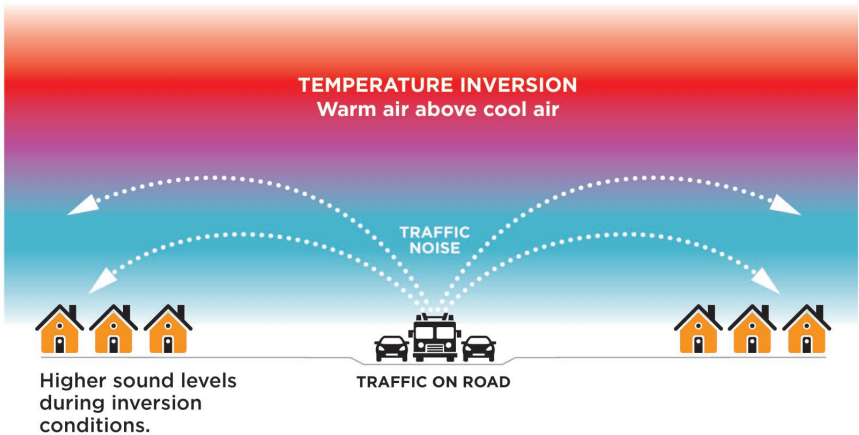 TEMPERATURE INVERSION
Warm air above cool air
TRAFFIC
NOISE
TRAFFIC ON ROAD
Higher sound levels
during inversion
conditions.